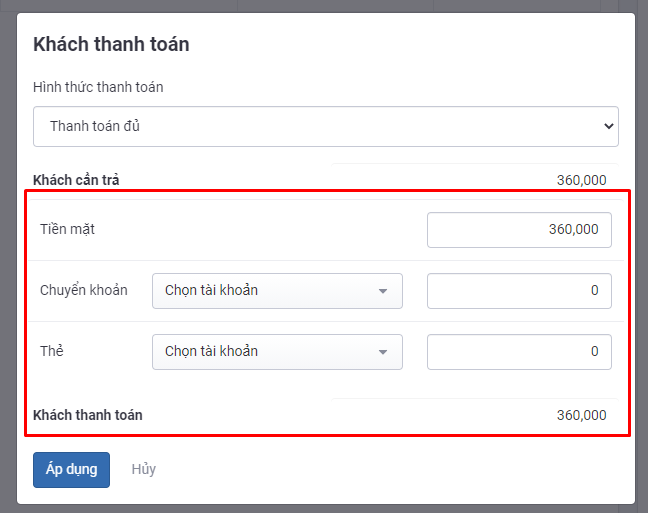 Khách thanh toán
Hình thức thanh toán
Thanh toán đủ
Khách cần trả 360,000
Tiền mặt 360,000
Chuyển khoản Chọn tài khoản 0
Thẻ Chọn tài khoản 0
Khách thanh toán 360,000
Áp dụng Hủy